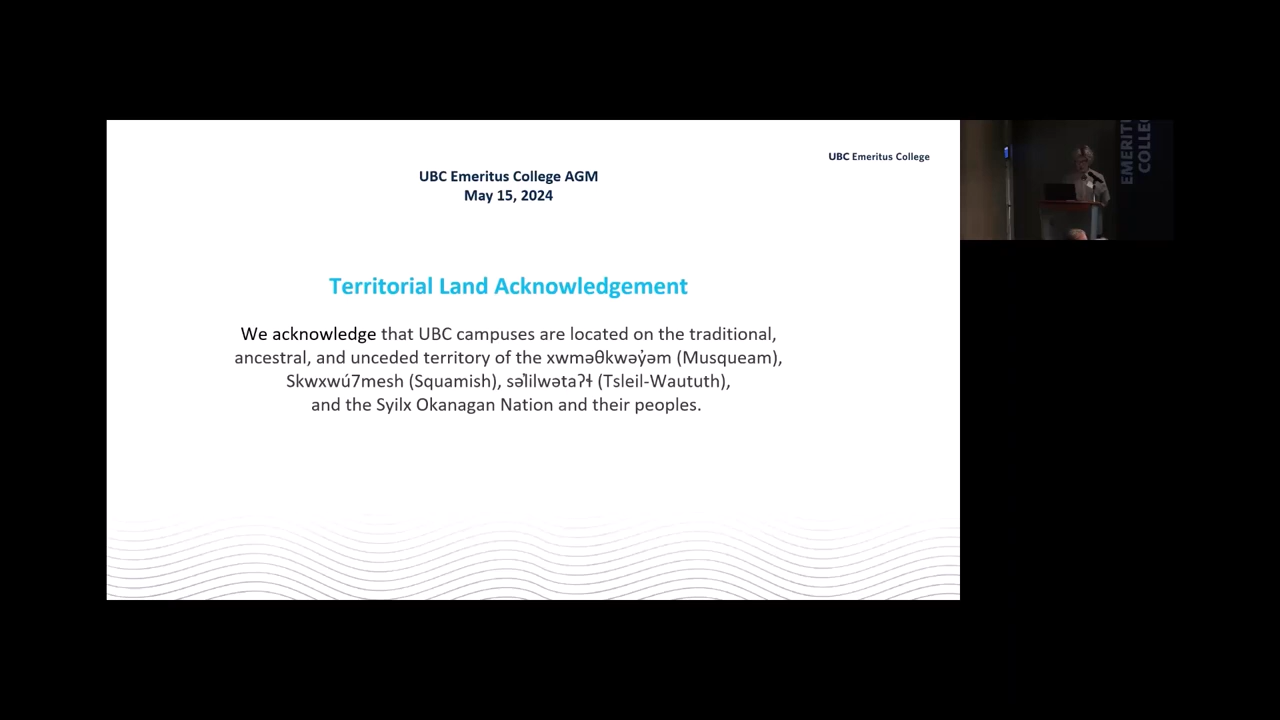 UBC Emeritus College
UBC Emeritus College AGM
May 15, 2024
Territorial Land Acknowledgement
We acknowledge that UBC campuses are located on the traditional,
ancestral, and unceded territory of the xwməθkwəy̓əm (Musqueam),
Skwxwú7mesh (Squamish), səl̓ilwətaʔɬ (Tsleil-Waututh),
and the Syilx Okanagan Nation and their peoples.
EMERIT
COLLEG